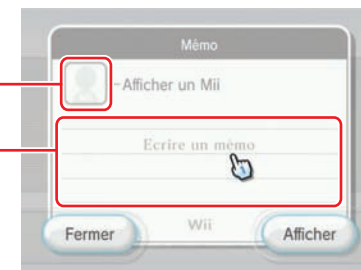 Mémo
Afficher un Mii
Ecrire un mémo
Wii
Fermer
Afficher